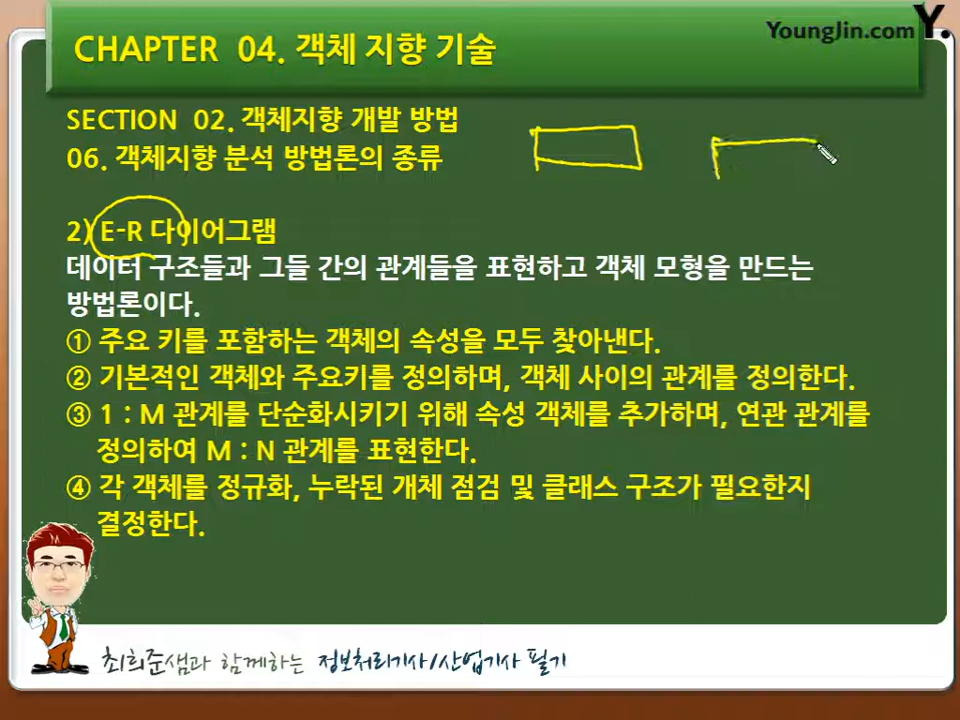 CHAPTER 04. 객체 지향 기술
YoungJin.com Y.
SECTION 02. 객체지향 개발 방법
06. 객체지향 분석 방법론의 종류
2) E-R 다이어그램
데이터 구조들과 그들 간의 관계들을 표현하고 객체 모형을 만드는
방법론이다.
① 주요 키를 포함하는 객체의 속성을 모두 찾아낸다.
② 기본적인 객체와 주요키를 정의하며, 객체 사이의 관계를 정의한다.
③ 1 : M 관계를 단순화시키기 위해 속성 객체를 추가하며, 연관 관계를
정의하여 M : N 관계를 표현한다.
④ 각 객체를 정규화, 누락된 개체 점검 및 클래스 구조가 필요한지
결정한다.
최희준샘과 함께하는 정보처리기사/산업기사 필기